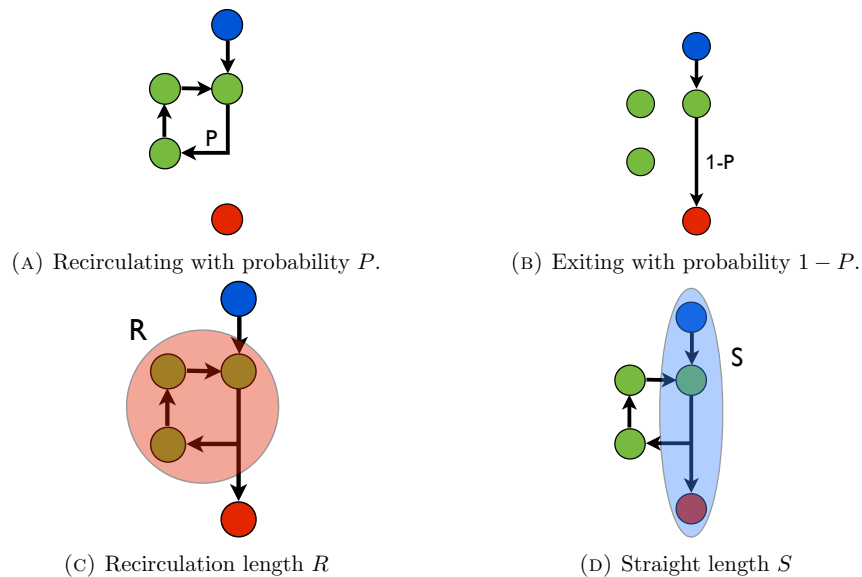 P
1-P
(A) Recirculating with probability P.
(B) Exiting with probability 1 − P.
R
S
(C) Recirculation length R
(D) Straight length S